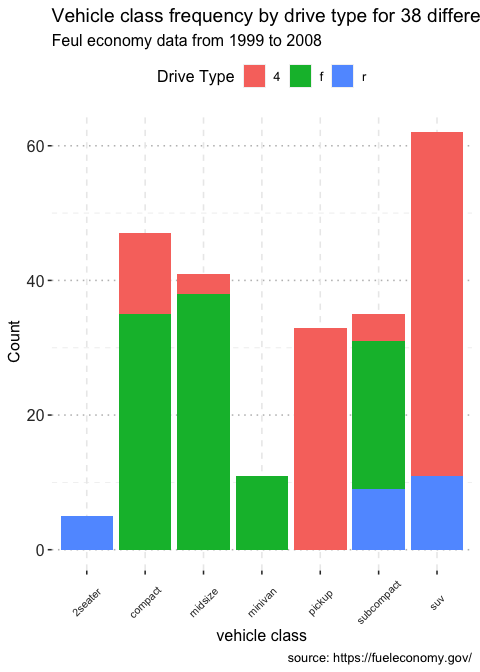 Vehicle class frequency by drive type for 38 differe
Feul economy data from 1999 to 2008
Drive Type 4 f r
60
40
20
0
Count
2seater compact midsize minivan pickup subcompact suv
vehicle class
source: https://fueleconomy.gov/